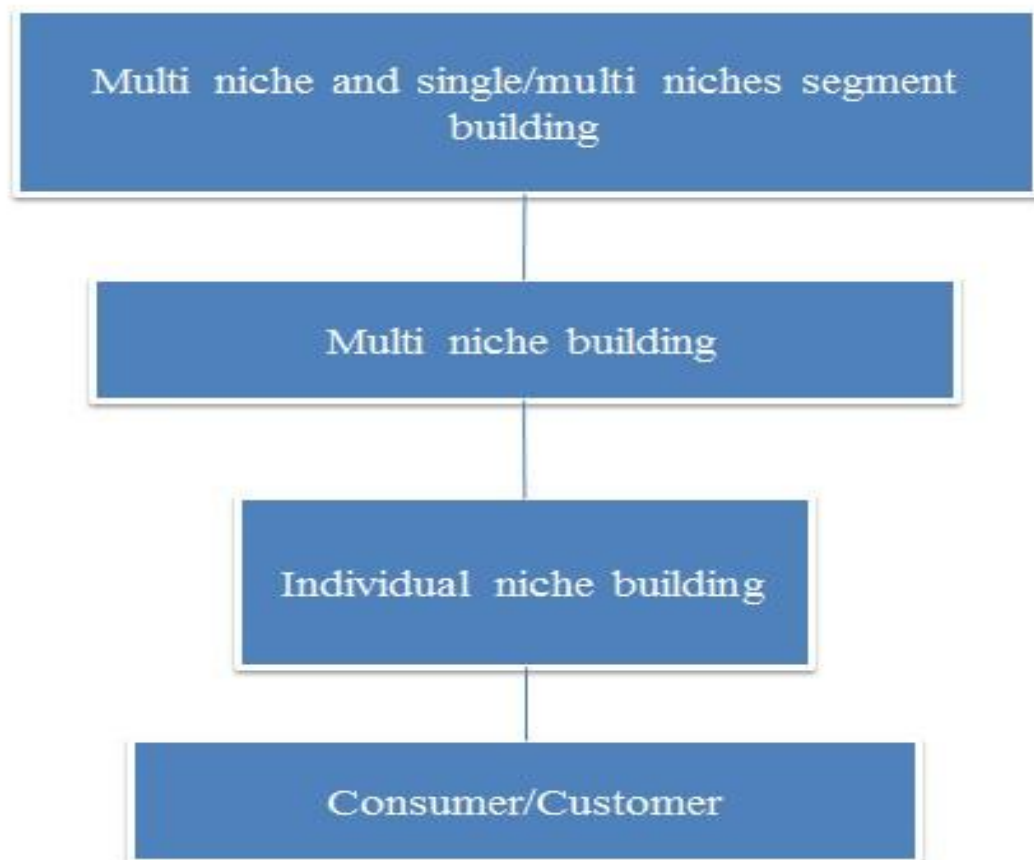 Multi niche and single/multi niches segment
building
Multi niche building
Individual niche building
Consumer/Customer